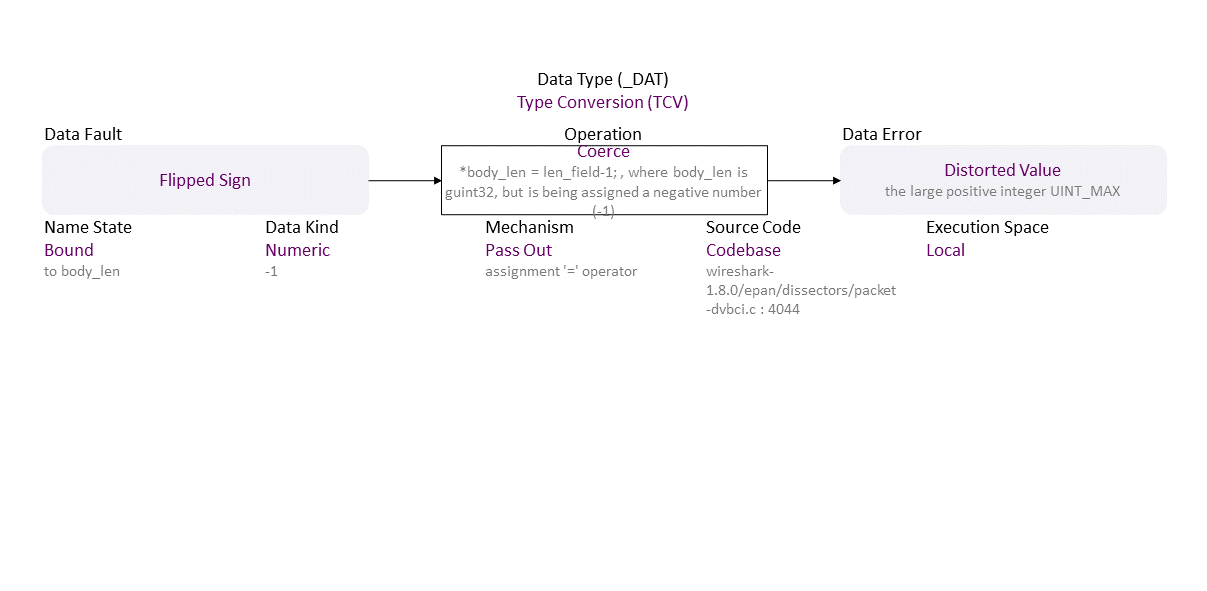 Data Type (_DAT)
Type Conversion (TCV)
Data Fault
Operation
Data Error
Flipped Sign
Coerce
*body_len = len_field-1; , where body_len is
guint32, but is being assigned a negative number
(-1)
Distorted Value
the large positive integer UINT_MAX
Name State
Bound
to body_len
Data Kind
Numeric
-1
Mechanism
Pass Out
assignment '=' operator
Source Code
Codebase
wireshark-
1.8.0/epan/dissectors/packet
-dvbci.c : 4044
Execution Space
Local